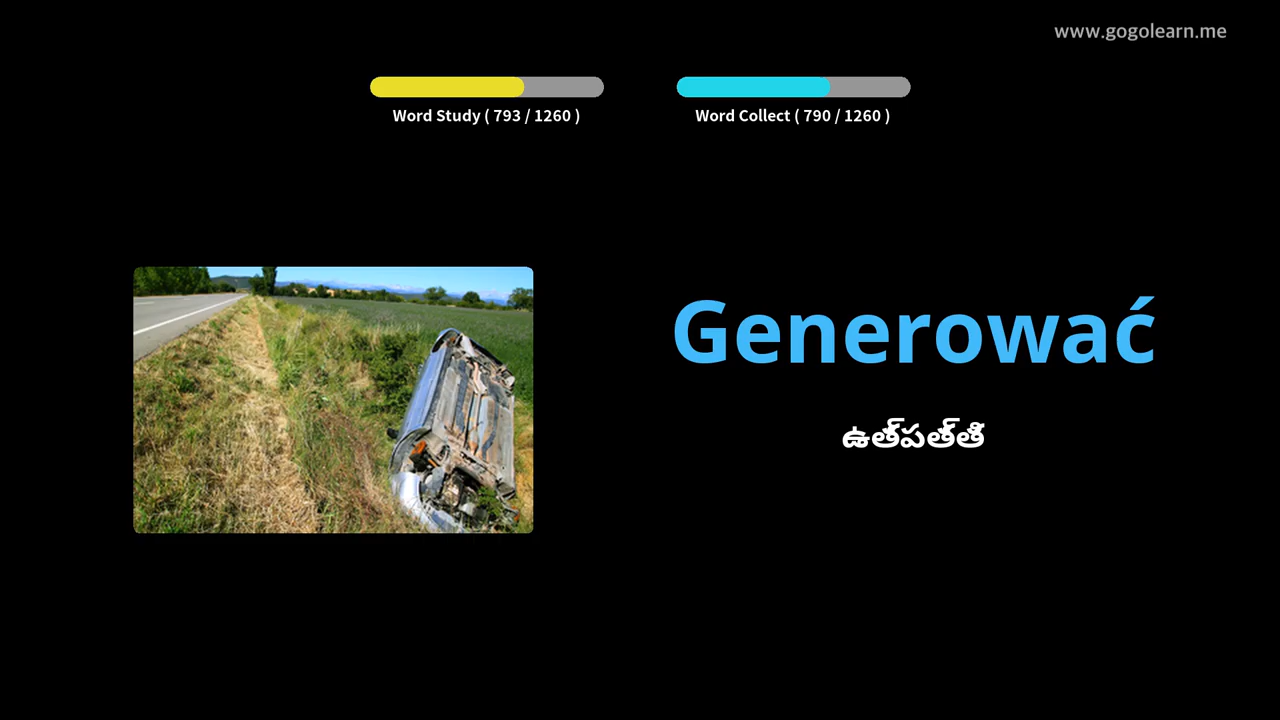 www.gogolearn.me
Word Study ( 793 / 1260 )
Word Collect ( 790 / 1260 )
Generować
ఉత్పత్తి